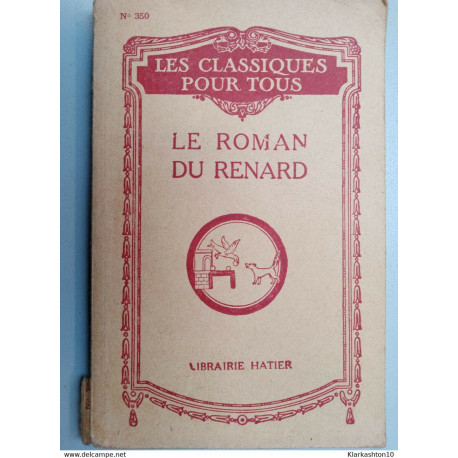 N° 350
LES CLASSIQUES
POUR TOUS
LE ROMAN
DU RENARD
LIBRAIRIE HATIER
www.delcampe.net
Klarkashton10